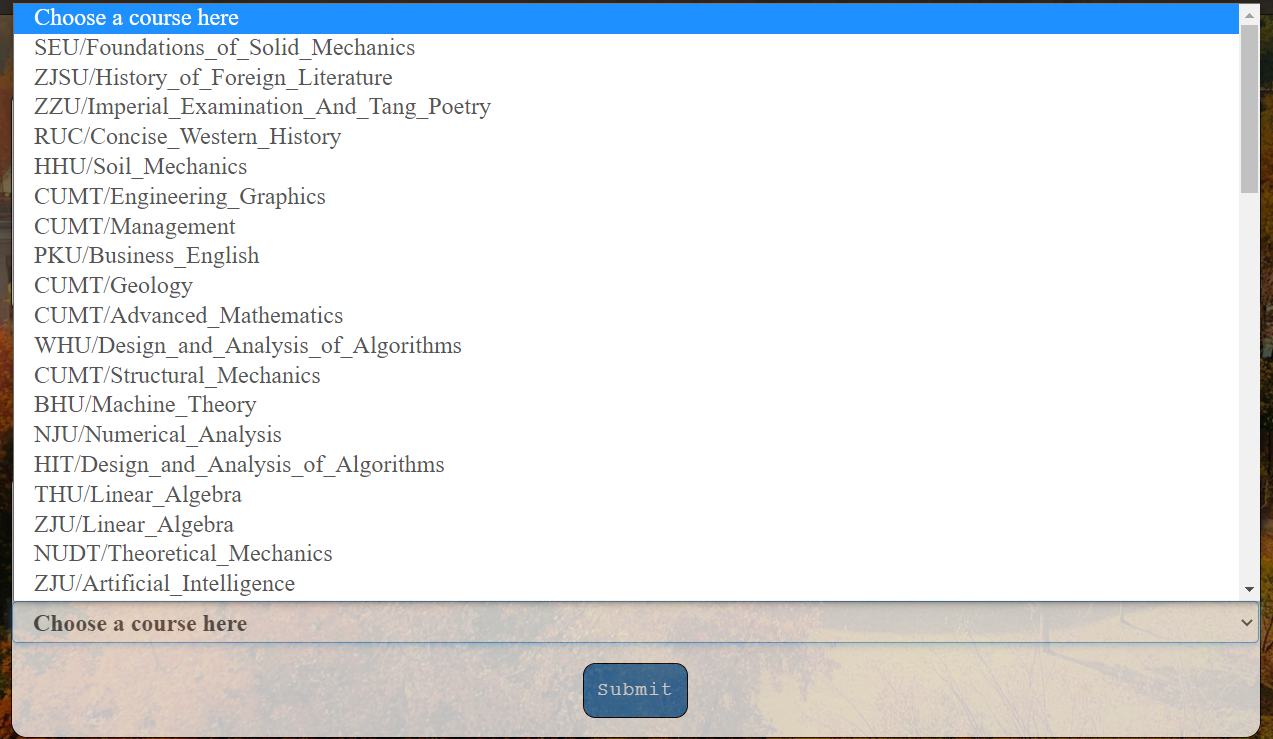 Choose a course here
SEU/Foundations_of_Solid_Mechanics
ZJSU/History_of_Foreign_Literature
ZZU/Imperial_Examination_And_Tang_Poetry
RUC/Concise_Western_History
HHU/Soil_Mechanics
CUMT/Engineering_Graphics
CUMT/Management
PKU/Business_English
CUMT/Geology
CUMT/Advanced_Mathematics
WHU/Design_and_Analysis_of_Algorithms
CUMT/Structural_Mechanics
BHU/Machine_Theory
NJU/Numerical_Analysis
HIT/Design_and_Analysis_of_Algorithms
THU/Linear_Algebra
ZJU/Linear_Algebra
NUDT/Theoretical_Mechanics
ZJU/Artificial_Intelligence
Choose a course here
Submit